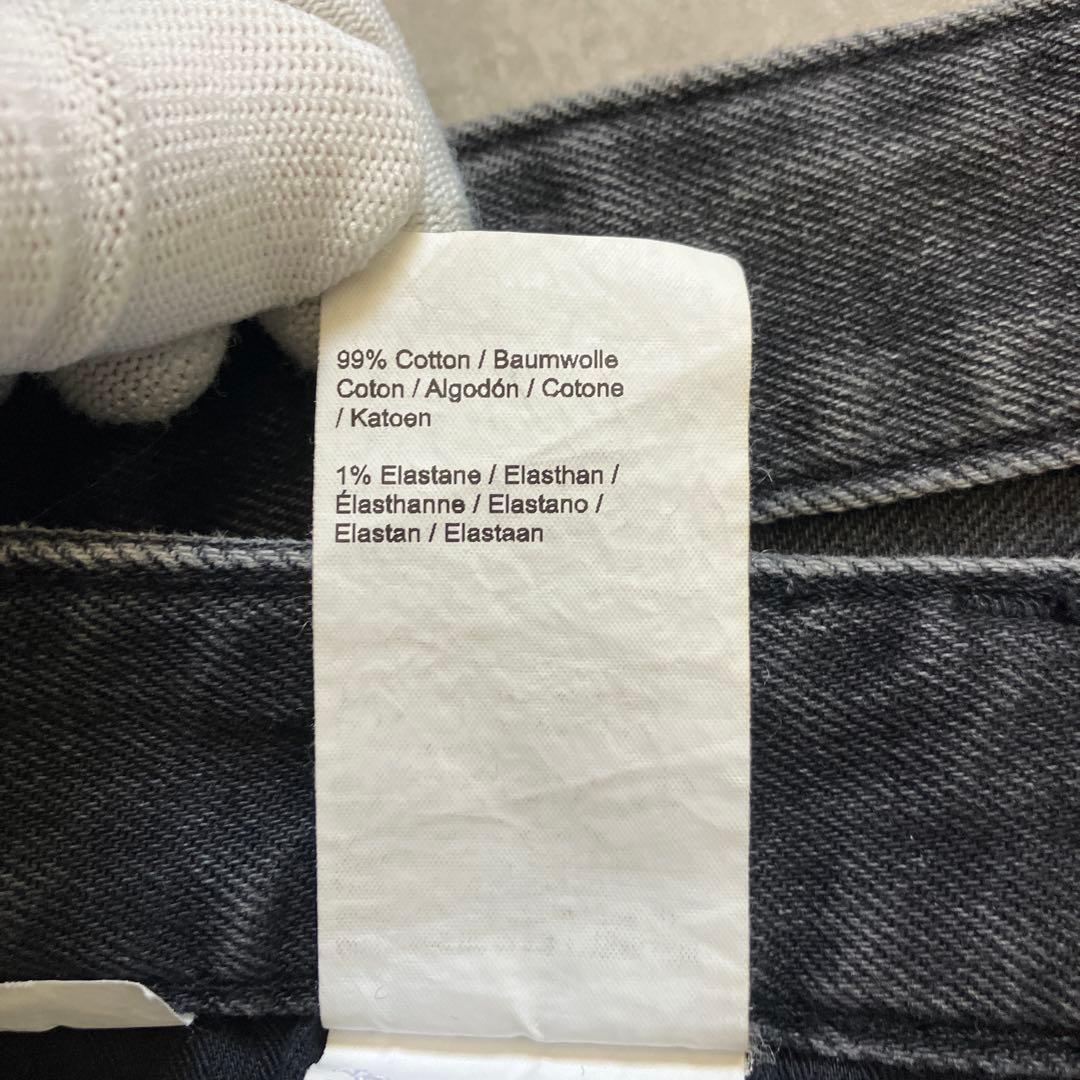 99% Cotton / Baumwolle
Coton / Algodón / Cotone
/ Katoen
1% Elastane / Elasthan /
Élasthanne / Elastano /
Elastan / Elastaan